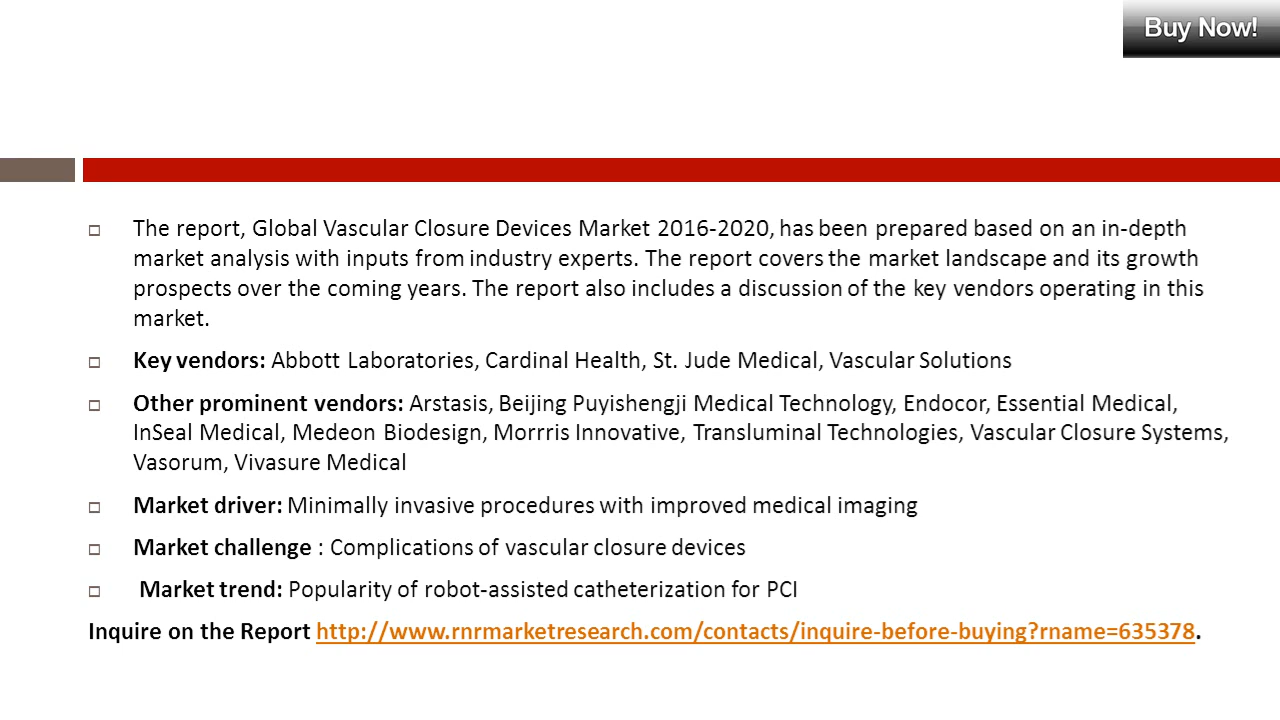 Buy Now!
The report, Global Vascular Closure Devices Market 2016-2020, has been prepared based on an in-depth
market analysis with inputs from industry experts. The report covers the market landscape and its growth
prospects over the coming years. The report also includes a discussion of the key vendors operating in this
market.
Key vendors: Abbott Laboratories, Cardinal Health, St. Jude Medical, Vascular Solutions
Other prominent vendors: Arstasis, Beijing Puyishengji Medical Technology, Endocor, Essential Medical,
InSeal Medical, Medeon Biodesign, Morrris Innovative, Transluminal Technologies, Vascular Closure Systems,
Vasorum, Vivasure Medical
Market driver: Minimally invasive procedures with improved medical imaging
Market challenge : Complications of vascular closure devices
Market trend: Popularity of robot-assisted catheterization for PCI
Inquire on the Report http://www.rnrmarketresearch.com/contacts/inquire-before-buying?rname=635378.